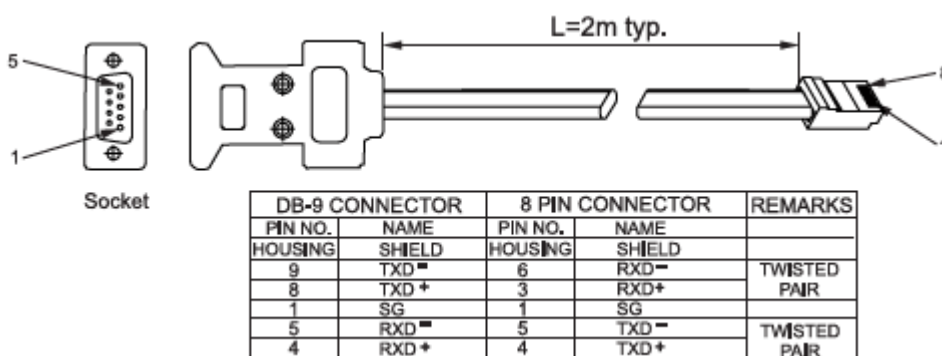 L=2m typ.
5
8
1
Socket
DB-9 CONNECTOR 8 PIN CONNECTOR REMARKS
PIN NO. NAME PIN NO. NAME
HOUSING SHIELD HOUSING SHIELD
9 TXD- 6 RXD- TWISTED
8 TXD+ 3 RXD+ PAIR
1 SG 1 SG
5 RXD- 5 TXD- TWISTED
4 RXD+ 4 TXD+ PAIR